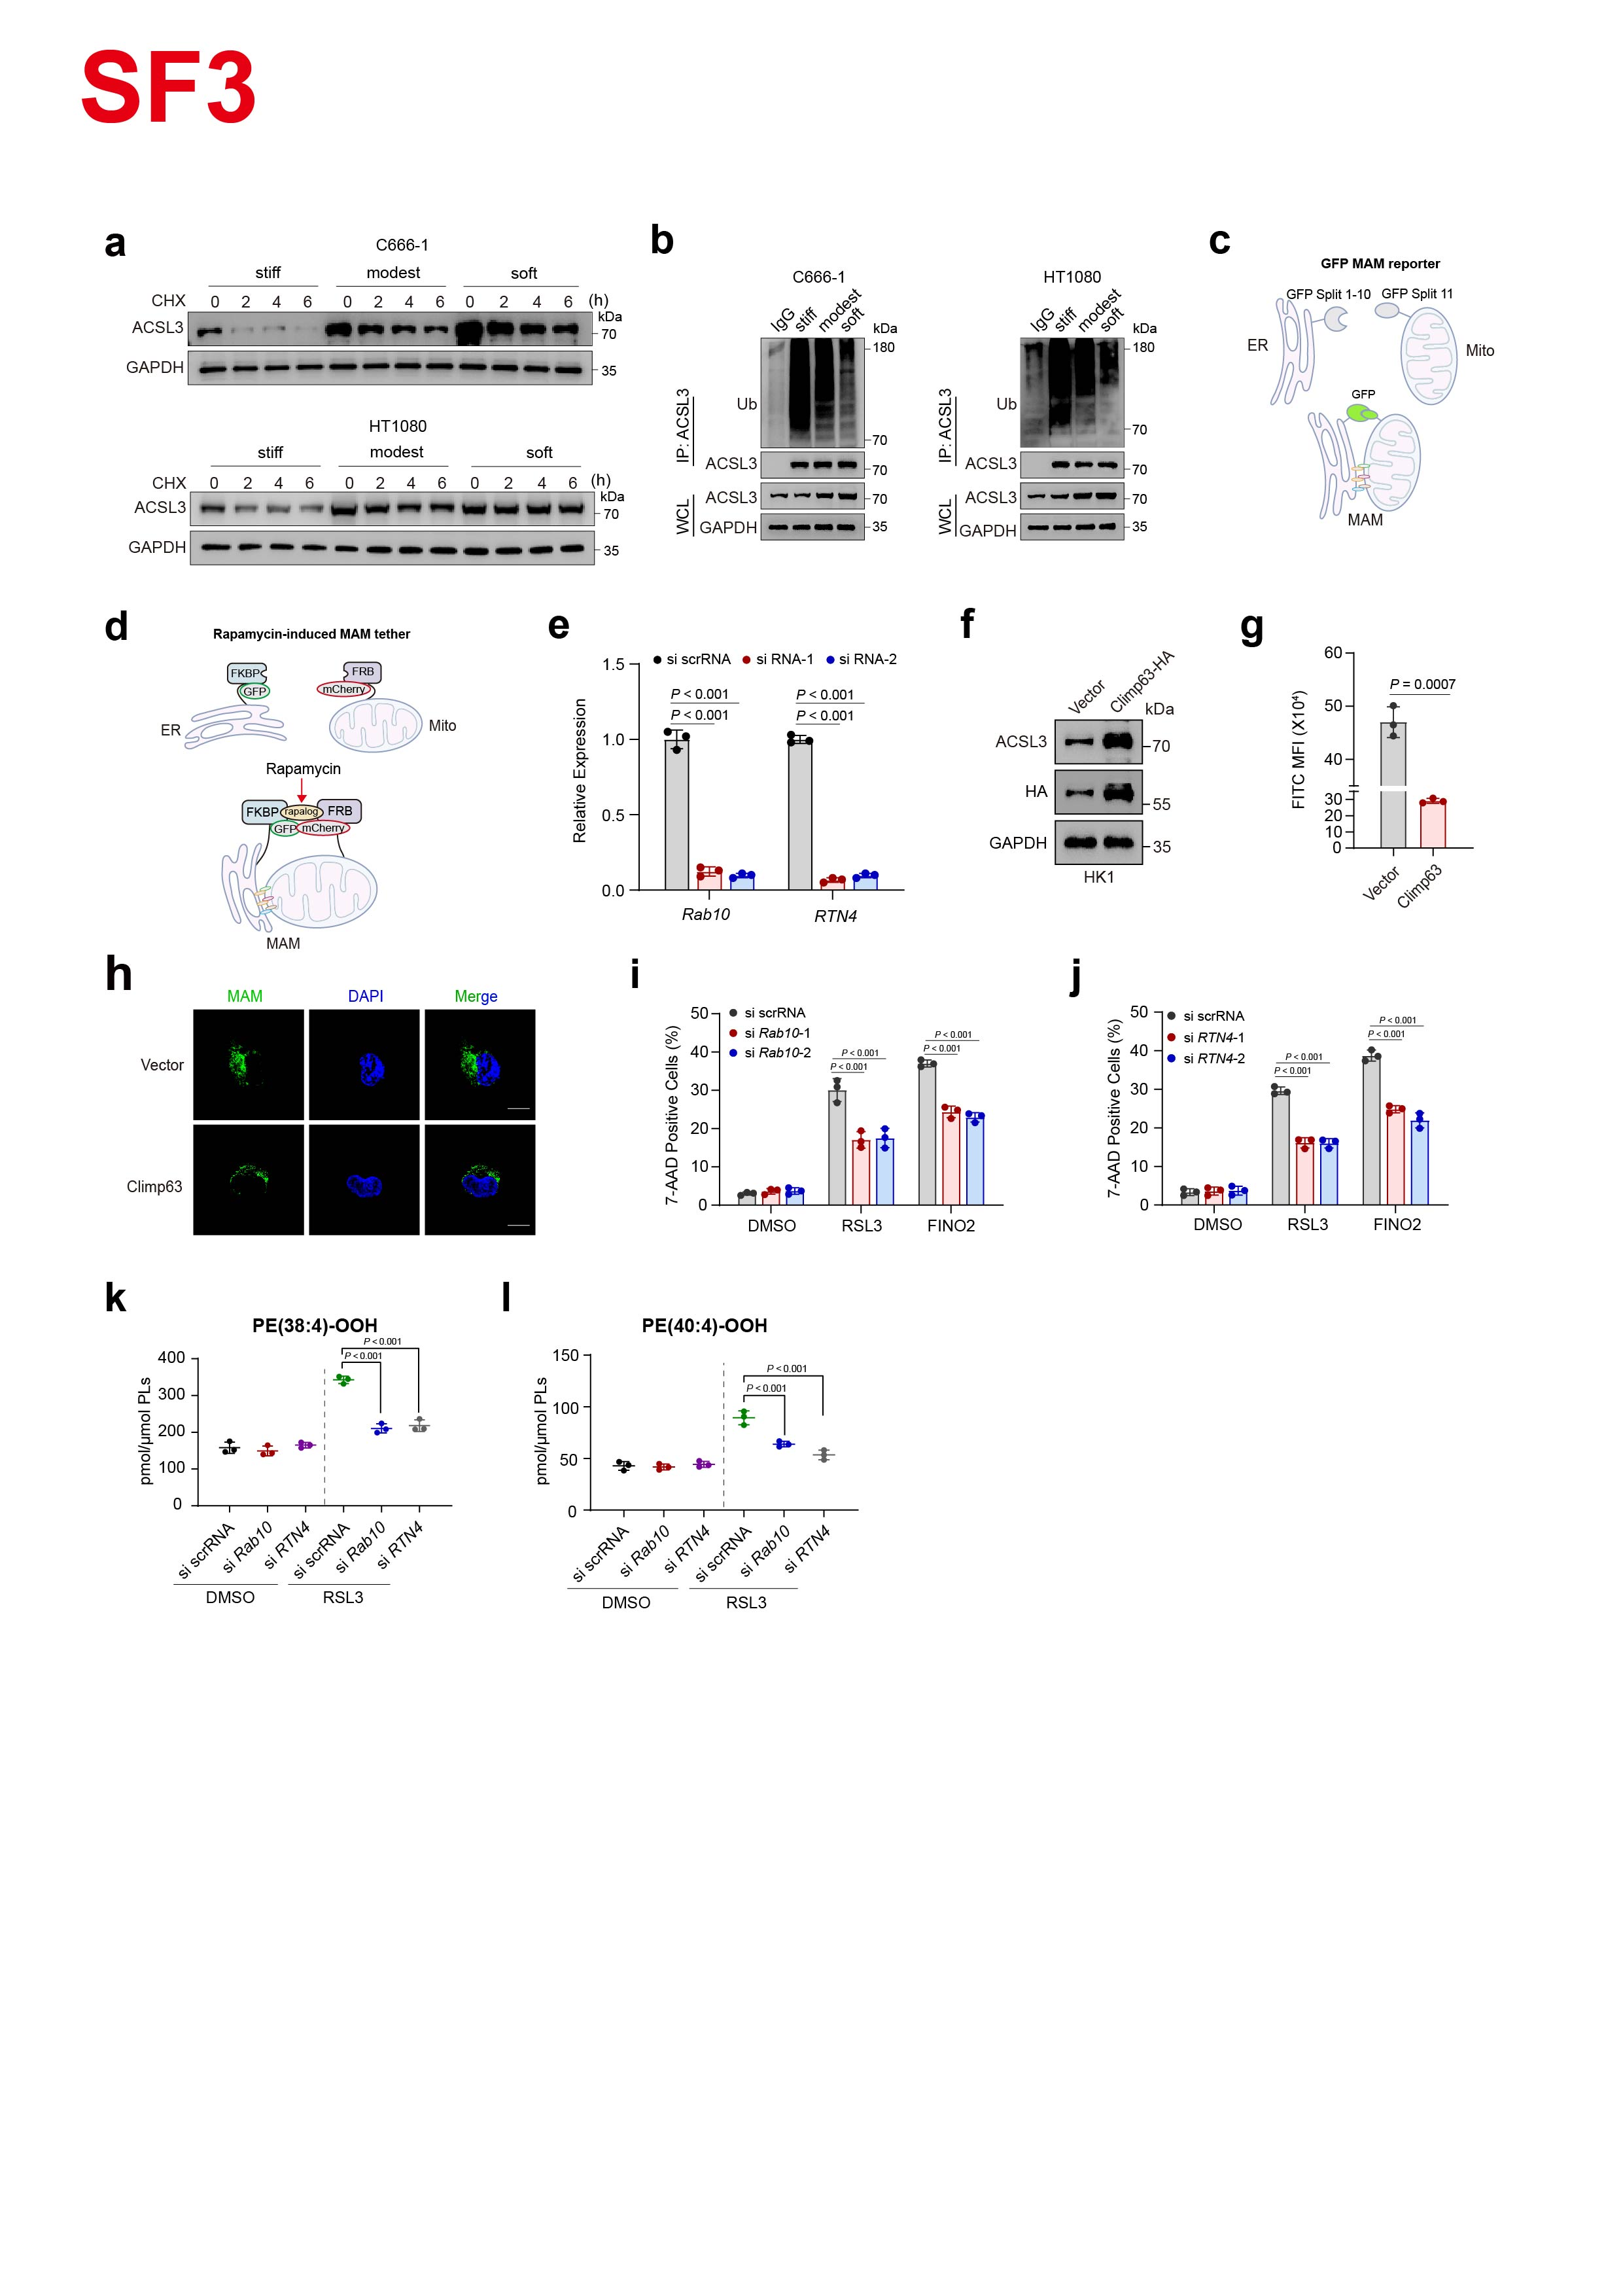 SF3
a
C666-1
stiff modest soft
CHX 0 2 4 6 0 2 4 6 0 2 4 6 (h)
kDa
ACSL3 70
GAPDH 35
HT1080
stiff modest soft
CHX 0 2 4 6 0 2 4 6 0 2 4 6 (h)
kDa
ACSL3 70
GAPDH 35
b
C666-1
IgG stiff modest soft kDa
180
Ub
70
IP: ACSL3
ACSL3 70
WCL
ACSL3 70
GAPDH 35
HT1080
IgG stiff modest soft kDa
180
Ub
70
IP: ACSL3
ACSL3 70
WCL
ACSL3 70
GAPDH 35
c
GFP MAM reporter
GFP Split 1-10 GFP Split 11
ER Mito
GFP
MAM
d
Rapamycin-induced MAM tether
FKBP FRB
GFP mCherry
ER Mito
Rapamycin
FKBP rapalog FRB
GFP mCherry
MAM
e
si scrRNA si RNA-1 si RNA-2
Relative Expression
1.5
1.0
0.5
0.0
P < 0.001 P < 0.001
P < 0.001 P < 0.001
Rab10 RTN4
f
Vector Climp63-HA
kDa
ACSL3 70
HA 55
GAPDH 35
HK1
g
FITC MFI (X10⁴)
60
50
40
30
20
10
0
P = 0.0007
Vector Climp63
h
MAM DAPI Merge
Vector
Climp63
i
7-AAD Positive Cells (%)
50
40
30
20
10
0
si scrRNA
si Rab10-1
si Rab10-2
P < 0.001
P < 0.001
P < 0.001
P < 0.001
DMSO RSL3 FINO2
j
7-AAD Positive Cells (%)
50
40
30
20
10
0
si scrRNA
si RTN4-1
si RTN4-2
P < 0.001
P < 0.001
P < 0.001
P < 0.001
DMSO RSL3 FINO2
k
PE(38:4)-OOH
pmol/μmol PLs
400
300
200
100
0
P < 0.001
P < 0.001
si scrRNA si Rab10 si RTN4 si scrRNA si Rab10 si RTN4
DMSO RSL3
l
PE(40:4)-OOH
pmol/μmol PLs
150
100
50
0
P < 0.001
P < 0.001
si scrRNA si Rab10 si RTN4 si scrRNA si Rab10 si RTN4
DMSO RSL3